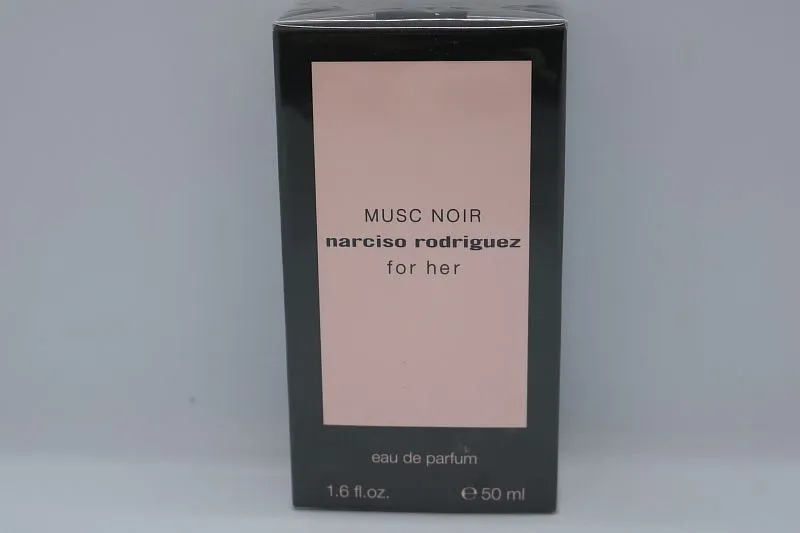 MUSC NOIR
narciso rodriguez
for her
eau de parfum
1.6 fl.oz. ℮ 50 ml